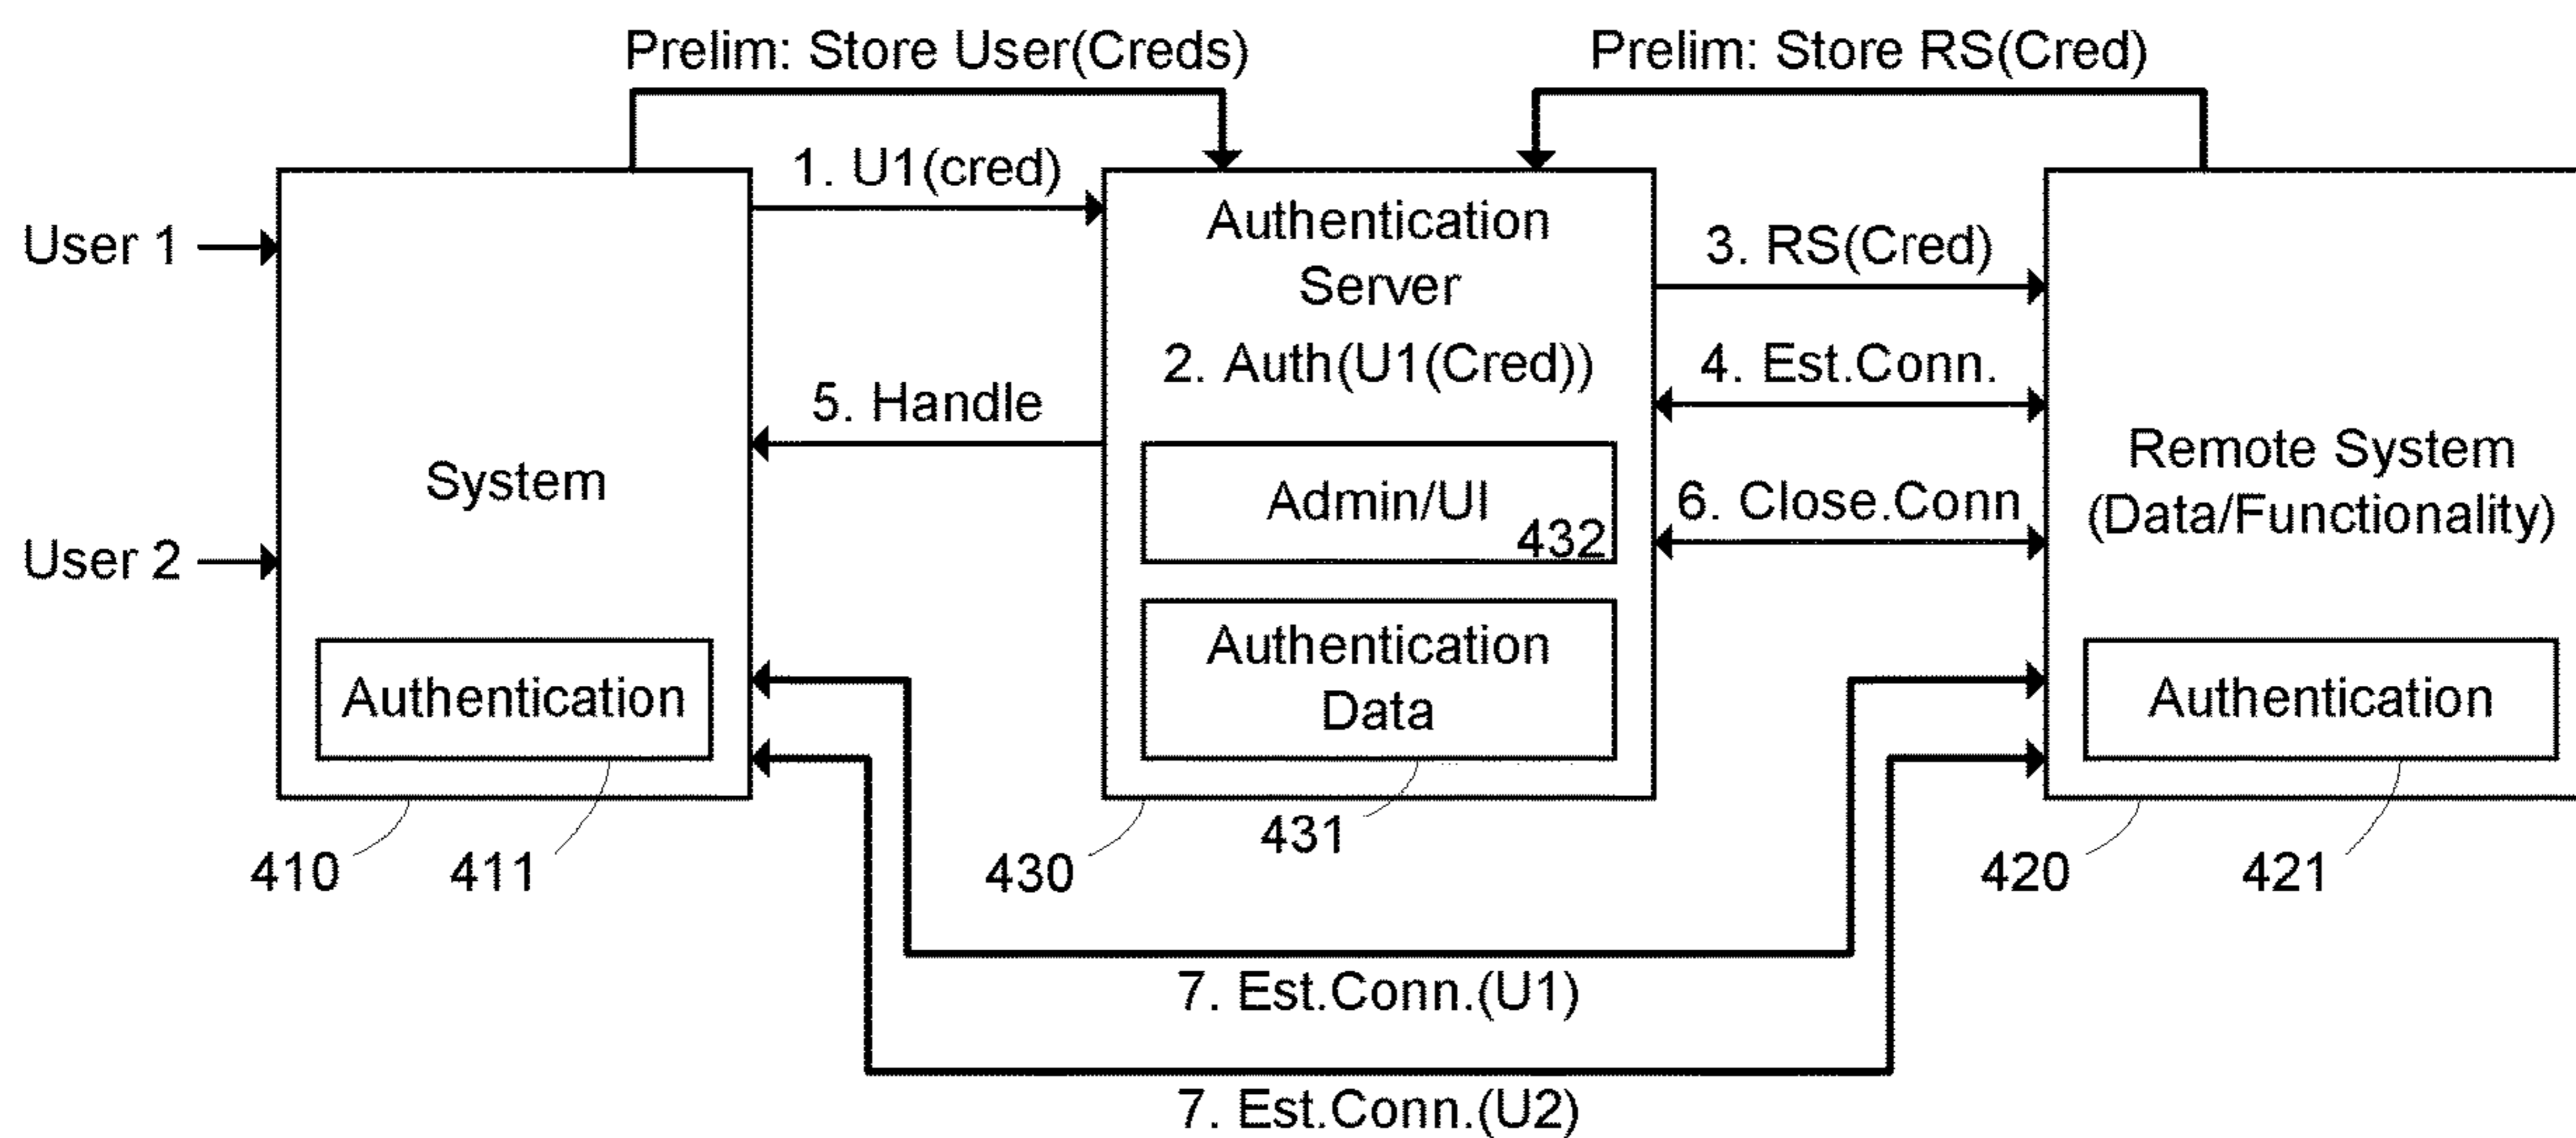 Prelim: Store User(Creds)
Prelim: Store RS(Cred)
1. U1(cred)
User 1
Authentication
Server
3. RS(Cred)
2. Auth(U1(Cred))
4. Est.Conn.
5. Handle
System
Remote System
(Data/Functionality)
Admin/UI
432
6. Close.Conn
User 2
Authentication
Authentication
Data
Authentication
410
411
430
431
420
421
7. Est.Conn.(U1)
7. Est.Conn.(U2)